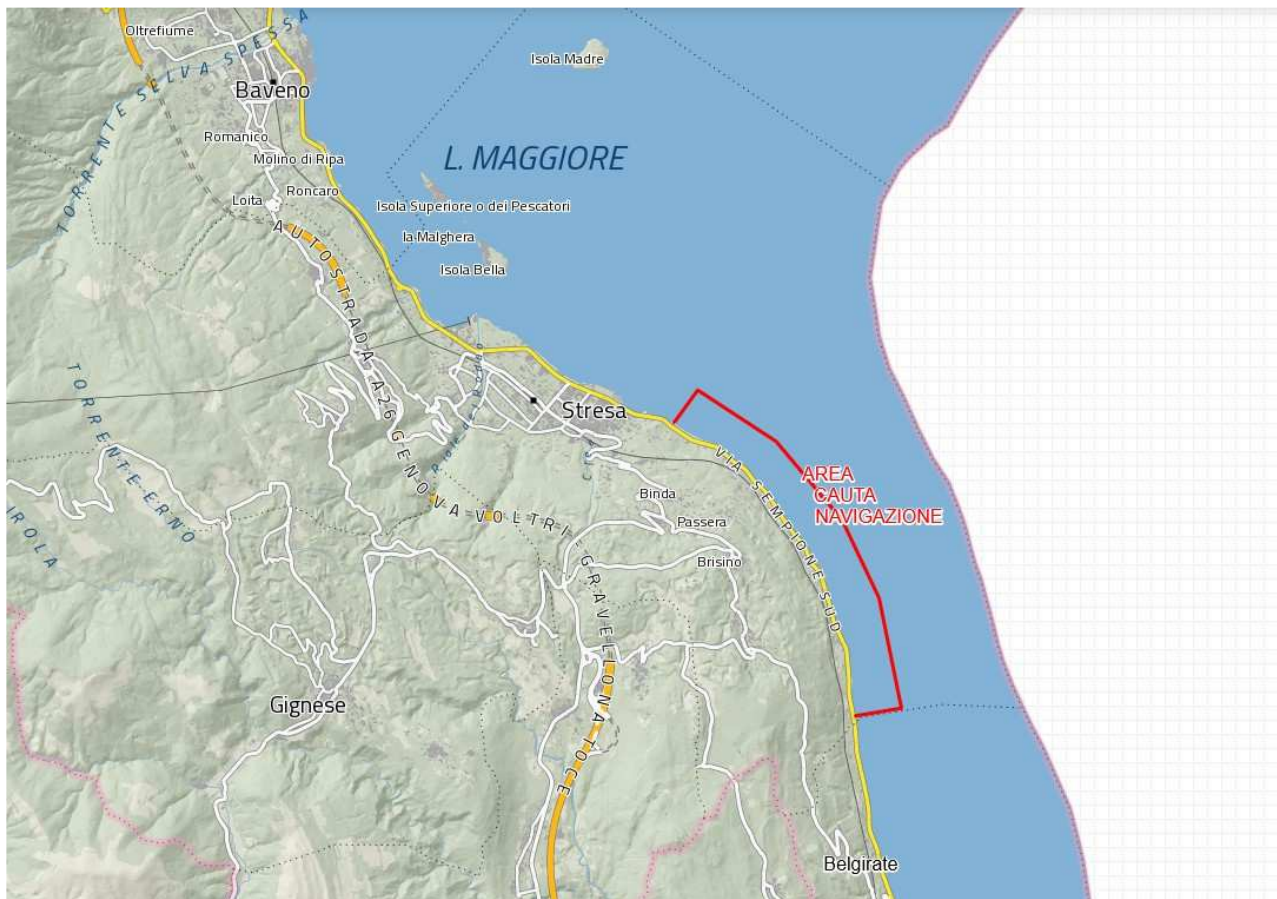 Oltrefiume
TORRENTE SELVA SPESSA
Isola Madre
Baveno
Romanico
Molino di Ripa
L. MAGGIORE
Loita
Roncaro
Isola Superiore o dei Pescatori
la Malghera
Isola Bella
AUTOSTRADA A26 GENOVA VOLTRI - GRAVELLONA TOCE
Stresa
TORRENTE ERNO
VIA SEMPIONE SUD
AREA
CAUTA
NAVIGAZIONE
Binda
Passera
Brisino
IROLA
Gignese
Belgirate